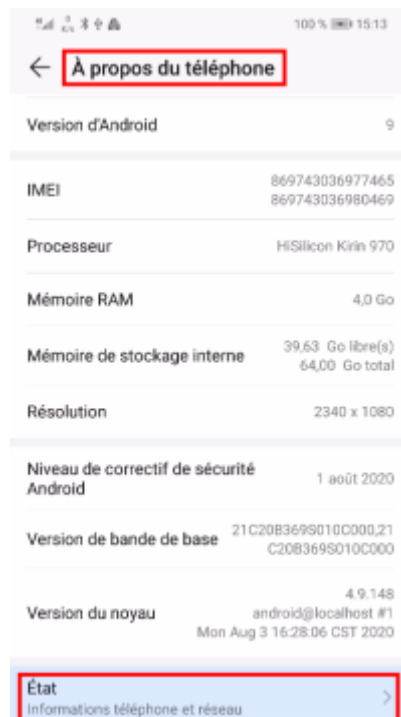 100 % 15:13
À propos du téléphone
Version d'Android 9
IMEI 869743036977465
869743036980469
Processeur HiSilicon Kirin 970
Mémoire RAM 4,0 Go
Mémoire de stockage interne 39,63 Go libre(s)
64,00 Go total
Résolution 2340 x 1080
Niveau de correctif de sécurité
Android 1 août 2020
Version de bande de base 21C20B369S010C000,21
C20B369S010C000
Version du noyau 4.9.148
android@localhost #1
Mon Aug 3 16:28:06 CST 2020
État
Informations téléphone et réseau